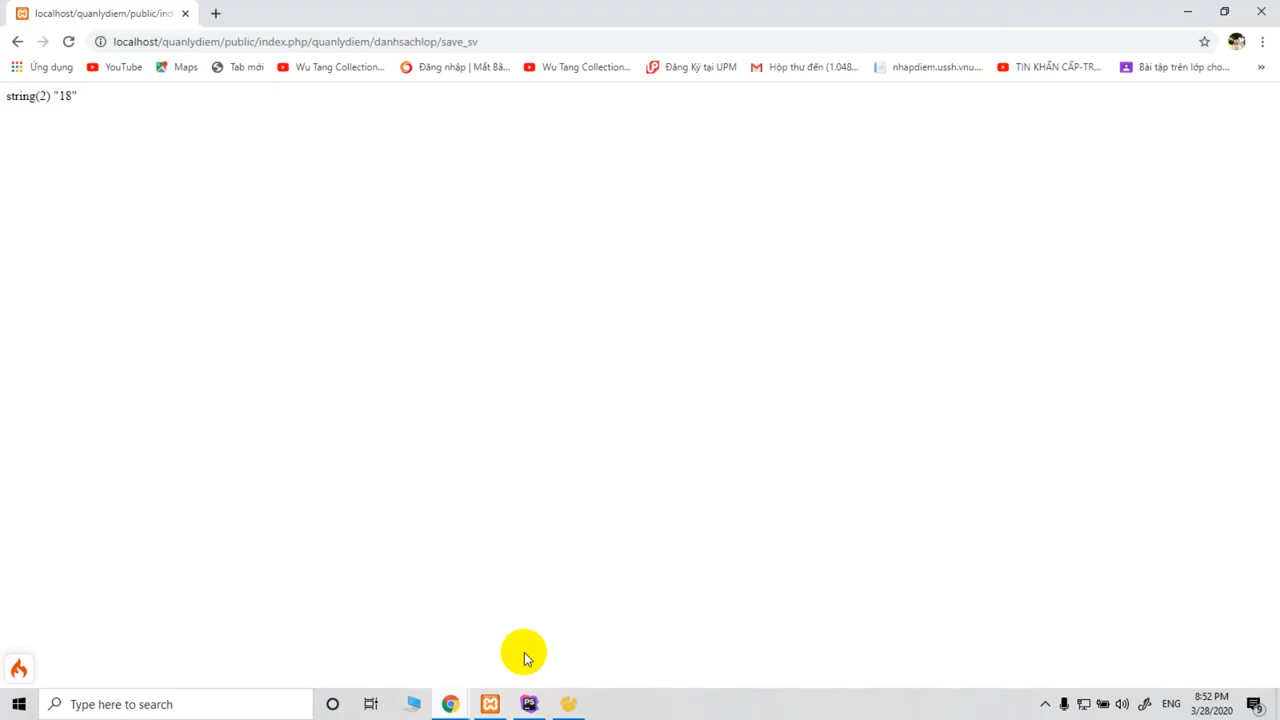 localhost/quanlydiem/public/ind
localhost/quanlydiem/public/index.php/quanlydiem/danhsachlop/save_sv
Ứng dụng YouTube Maps Tab mới Wu Tang Collection... Đăng nhập | Mắt Bã... Wu Tang Collection... Đăng Ký tại UPM Hộp thư đến (1.048... nhapdiem.ussh.vnu.... TIN KHẨN CẤP-TR... Bài tập trên lớp cho... »
string(2) "18"
Type here to search
PS
ENG
8:52 PM
3/28/2020
9